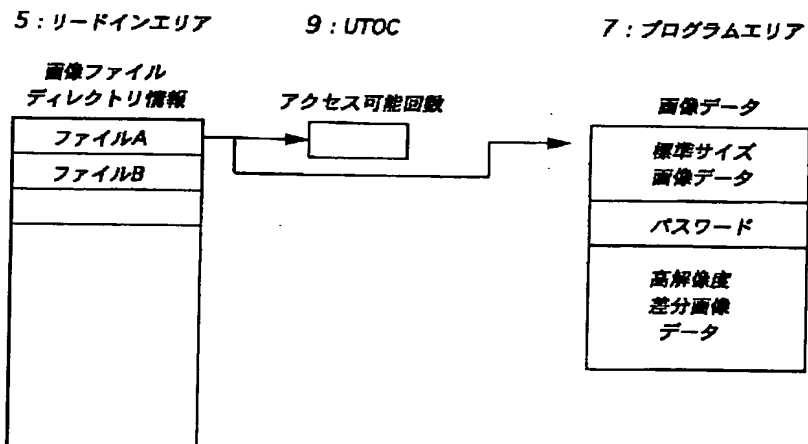 5:リードインエリア
9:UTOC
7:プログラムエリア
画像ファイル
ディレクトリ情報
ファイルA
ファイルB
アクセス可能回数
画像データ
標準サイズ
画像データ
パスワード
高解像度
差分画像
データ